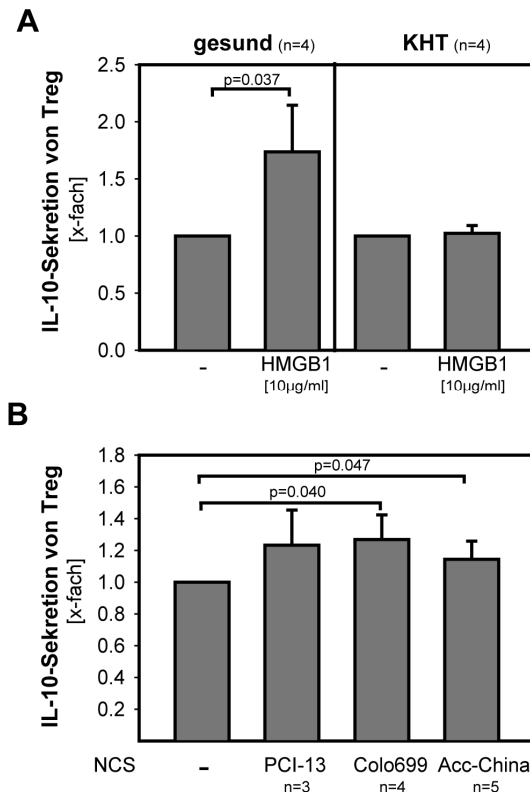 A
gesund (n=4) KHT (n=4)
IL-10-Sekretion von Treg
[x-fach]
2.5
2.0
1.5
1.0
0.5
0.0
p=0.037
- HMGB1 - HMGB1
[10µg/ml] [10µg/ml]
B
IL-10-Sekretion von Treg
[x-fach]
1.8
1.6
1.4
1.2
1.0
0.8
0.6
0.4
0.2
p=0.047
p=0.040
NCS - PCI-13 Colo699 Acc-China
n=3 n=4 n=5